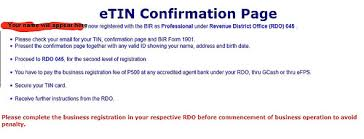 eTIN Confirmation Page
Your name will appear here now registered with the BIR as Professional under Revenue District Office (RDO) 045 .
• Please check your email for your TIN, confirmation page and BIR Form 1901.
• Present the confirmation page together with any valid ID showing your name, address and birth date.
• Proceed to RDO 045, for the second level of registration
• You have to pay the business registration fee of P500 at any accredited agent bank under your RDO, thru GCash or thru eFPS.
• Secure your TIN card.
• Receive further instructions from the RDO.
Please complete the business registration in your respective RDO before commencement of business operation to avoid
penalty.